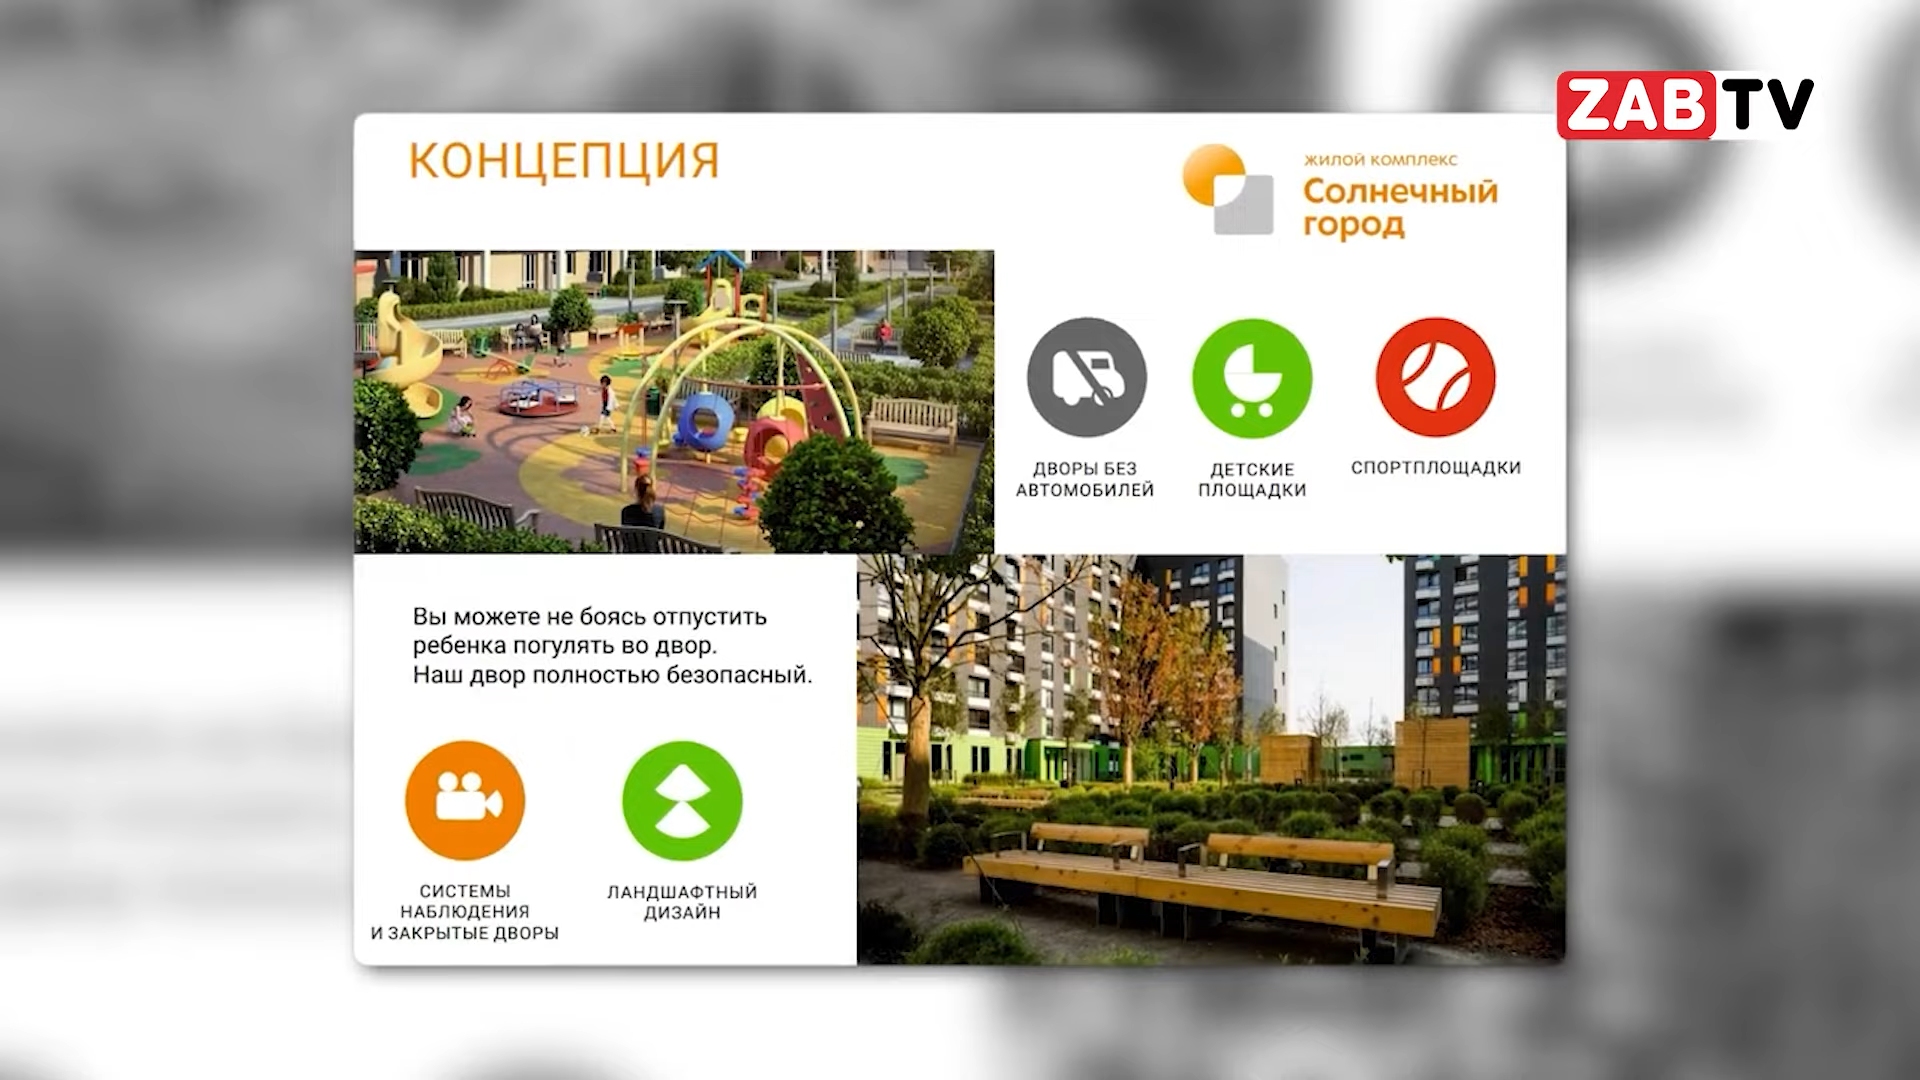 ZABTV
КОНЦЕПЦИЯ
жилой комплекс
Солнечный
город
ДВОРЫ БЕЗ
АВТОМОБИЛЕЙ
ДЕТСКИЕ
ПЛОЩАДКИ
СПОРТПЛОЩАДКИ
Вы можете не боясь отпустить
ребенка погулять во двор.
Наш двор полностью безопасный.
СИСТЕМЫ
НАБЛЮДЕНИЯ
И ЗАКРЫТЫЕ ДВОРЫ
ЛАНДШАФТНЫЙ
ДИЗАЙН